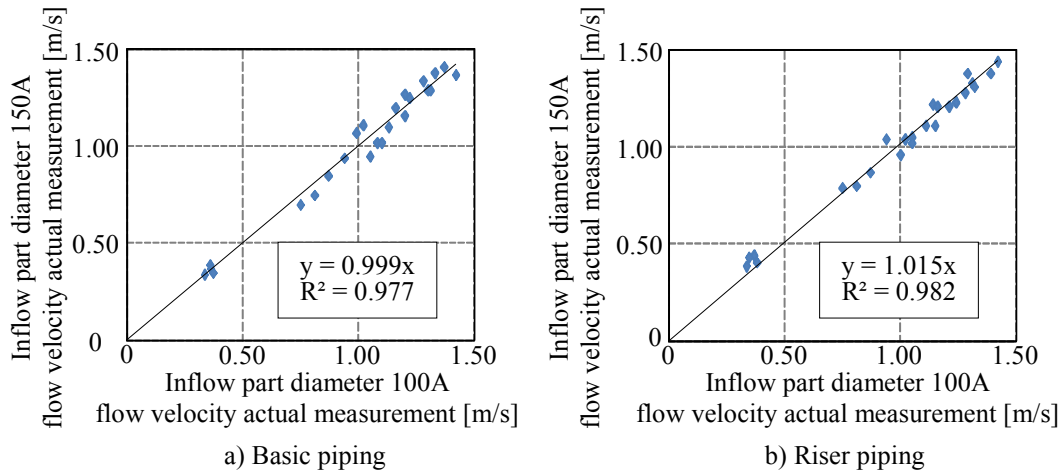 Inflow part diameter 150A
flow velocity actual measurement [m/s]
1.50
1.00
0.50
0
y = 0.999x
R² = 0.977
0
0.50
1.00
1.50
Inflow part diameter 100A
flow velocity actual measurement [m/s]
a) Basic piping
Inflow part diameter 150A
flow velocity actual measurement [m/s]
1.50
1.00
0.50
0
y = 1.015x
R² = 0.982
0
0.50
1.00
1.50
Inflow part diameter 100A
flow velocity actual measurement [m/s]
b) Riser piping